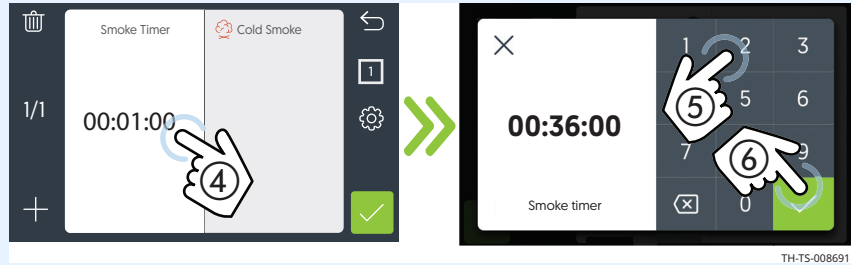 Smoke Timer
Cold Smoke
1
1/1
00:01:00
4
1 2 3
5 6
5
00:36:00
7 9
6
Smoke timer
0
TH-TS-008691